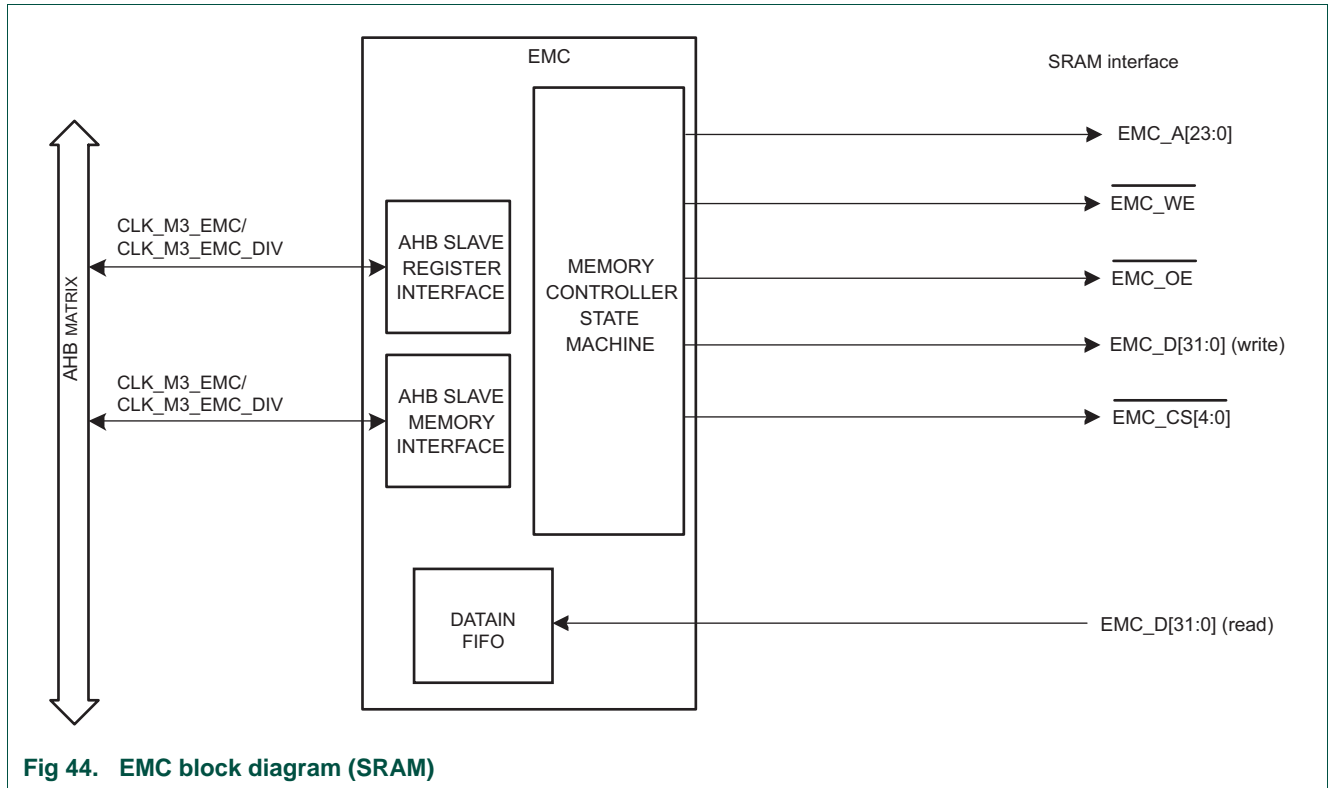 EMC
SRAM interface
AHB MATRIX
CLK_M3_EMC/
CLK_M3_EMC_DIV
AHB SLAVE
REGISTER
INTERFACE
CLK_M3_EMC/
CLK_M3_EMC_DIV
AHB SLAVE
MEMORY
INTERFACE
MEMORY
CONTROLLER
STATE
MACHINE
DATAIN
FIFO
EMC_A[23:0]
EMC_WE
EMC_OE
EMC_D[31:0] (write)
EMC_CS[4:0]
EMC_D[31:0] (read)
Fig 44. EMC block diagram (SRAM)